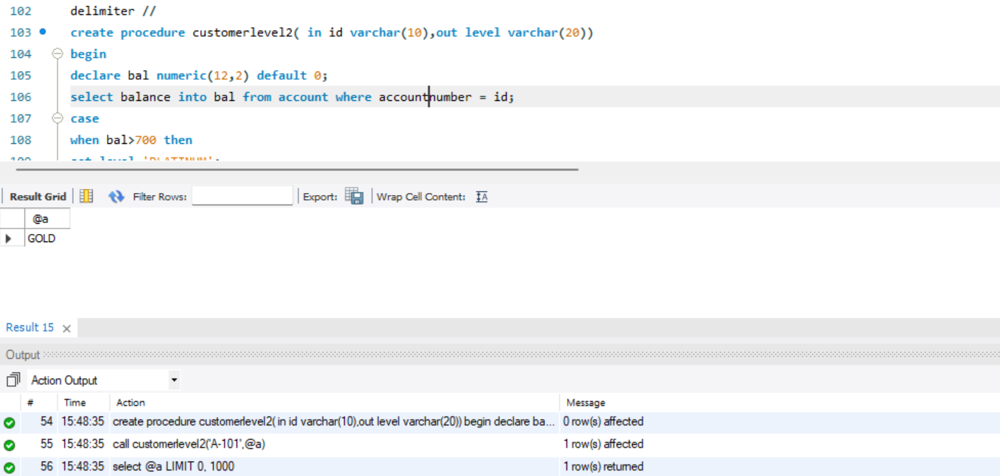 102 delimiter //
103 create procedure customerlevel2( in id varchar(10),out level varchar(20))
104 begin
105 declare bal numeric(12,2) default 0;
106 select balance into bal from account where accountnumber = id;
107 case
108 when bal>700 then
109 set level 'PLATINUM';
Result Grid Filter Rows: Export: Wrap Cell Content:
@a
GOLD
Result 15
Output
Action Output
# Time Action Message
54 15:48:35 create procedure customerlevel2( in id varchar(10),out level varchar(20)) begin declare ba... 0 row(s) affected
55 15:48:35 call customerlevel2('A-101',@a) 1 row(s) affected
56 15:48:35 select @a LIMIT 0, 1000 1 row(s) returned